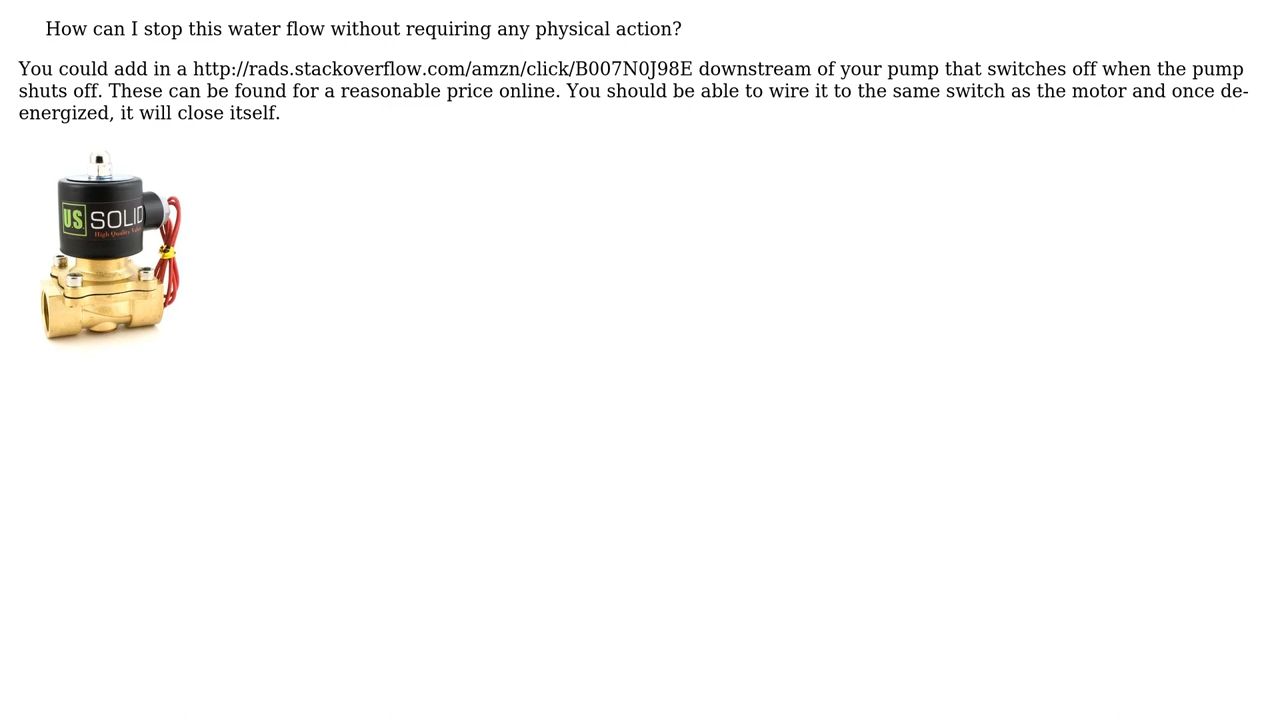 How can I stop this water flow without requiring any physical action?
You could add in a http://rads.stackoverflow.com/amzn/click/B007N0J98E downstream of your pump that switches off when the pump
shuts off. These can be found for a reasonable price online. You should be able to wire it to the same switch as the motor and once de-
energized, it will close itself.
U.S. SOLID
High Quality Valve